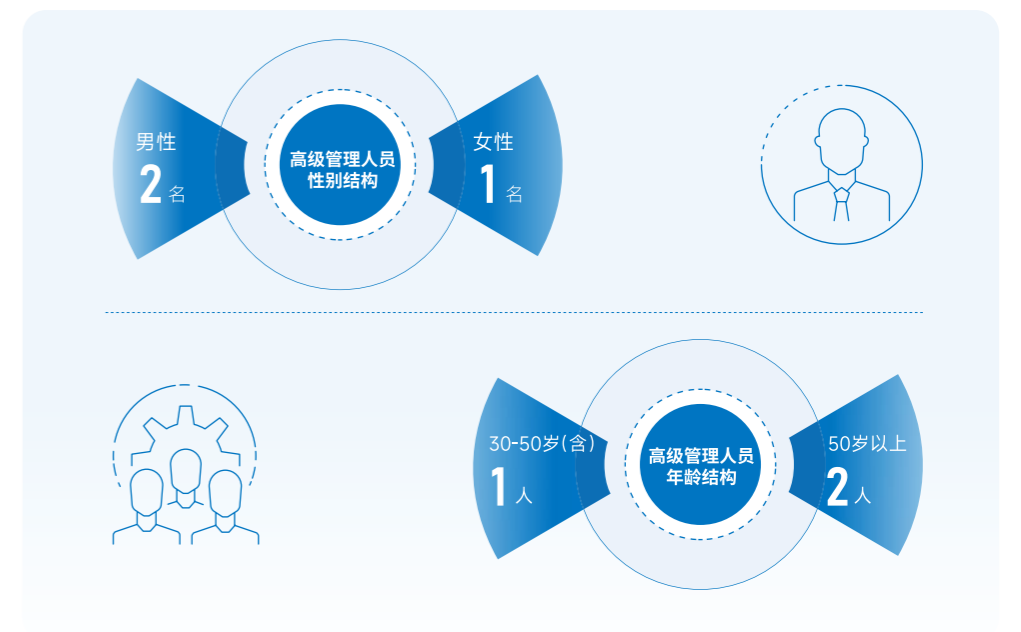 男性
2 名
高级管理人员
性别结构
女性
1 名
30-50岁(含)
1 人
高级管理人员
年龄结构
50岁以上
2 人